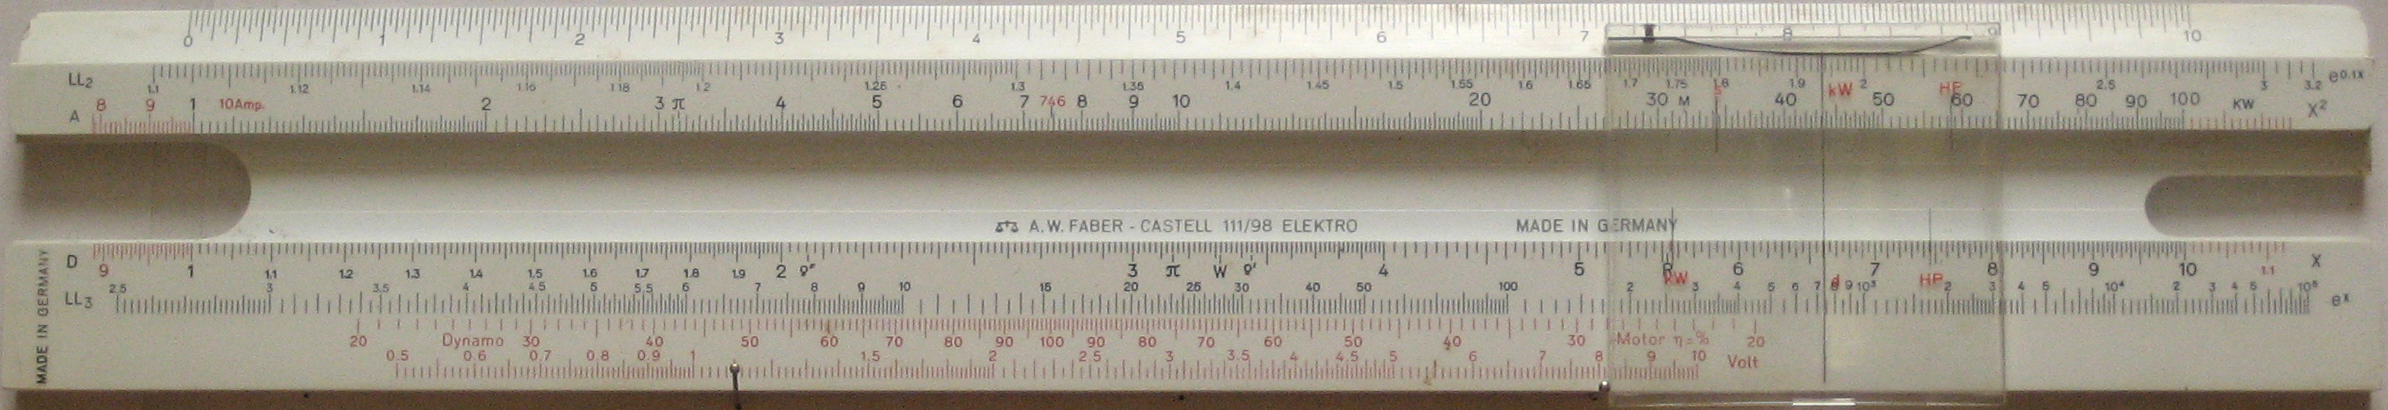 0 1 2 3 4 5 6 7 8 9 10
LL2 1.1 1.12 1.14 1.16 1.18 1.2 1.25 1.3 1.35 1.4 1.45 1.5 1.55 1.6 1.65 1.7 1.75 1.8 1.9 kW 2 HP 2.5 3 3.2 e0.1x
A 8 9 1 10Amp. 2 3 π 4 5 6 7 746 8 9 10 20 30 M 40 50 60 70 80 90 100 KW X2
A.W. FABER - CASTELL 111/98 ELEKTRO MADE IN GERMANY
MADE IN GERMANY
D 9 1 1.1 1.2 1.3 1.4 1.5 1.6 1.7 1.8 1.9 2 3 π W 4 5 6 7 8 9 10 1.1 X
LL3 2.5 3 3.5 4 4.5 5 5.5 6 7 8 9 10 15 20 25 30 40 50 100 2 kW 3 4 5 6 7 d 8 9 10³ HP 2 3 4 5 10⁴ 2 3 4 5 10⁵ ex
20 Dynamo 30 40 50 60 70 80 90 100 90 80 70 60 50 40 30 Motor η=% 20
0.5 0.6 0.7 0.8 0.9 1 1.5 2 2.5 3 3.5 4 4.5 5 6 7 8 9 10 Volt